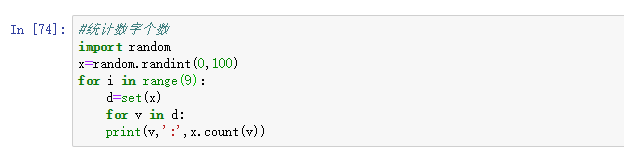 In [74]: #统计数字个数
import random
x=random.randint(0,100)
for i in range(9):
    d=set(x)
    for v in d:
    print(v,':',x.count(v))